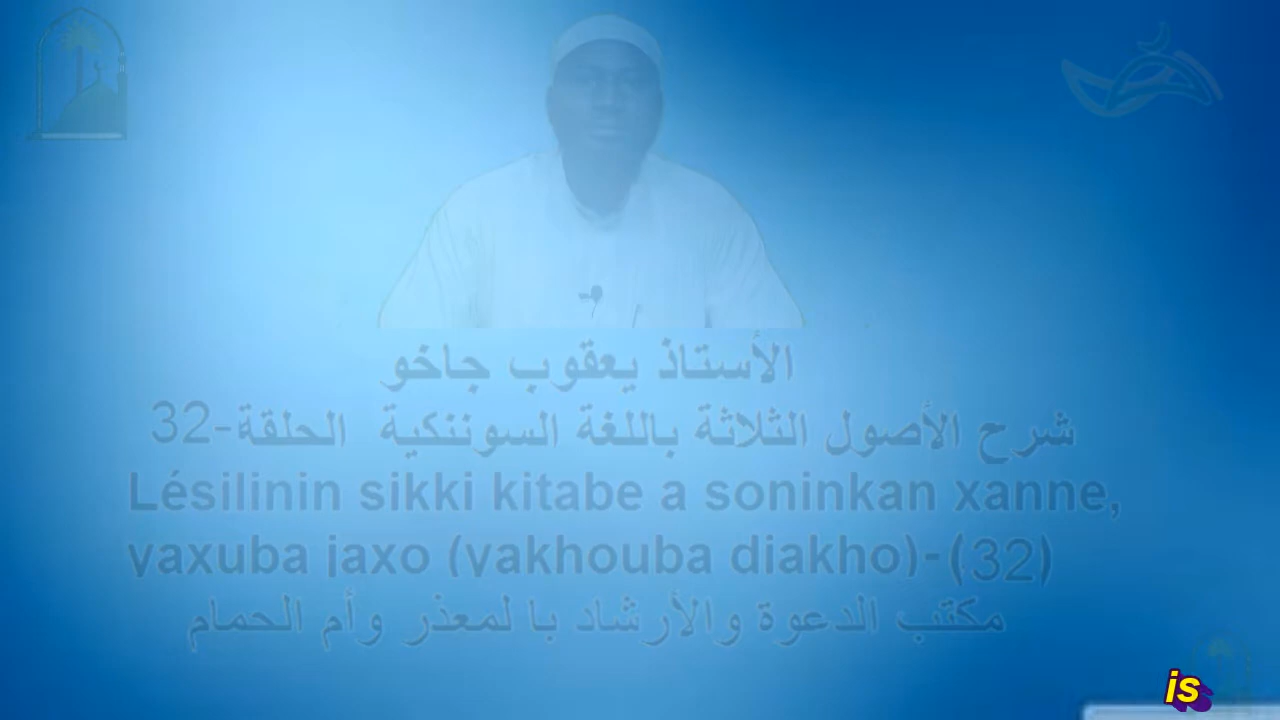 الأستاذ يعقوب جاخو
شرح الأصول الثلاثة باللغة السوننكية الحلقة-32
Lésilinin sikki kitabe a soninkan xanne,
yaxuba jaxo (yakhouba diakho)-(32)
مكتب الدعوة والأرشاد با لمعذر وأم الحمام
is